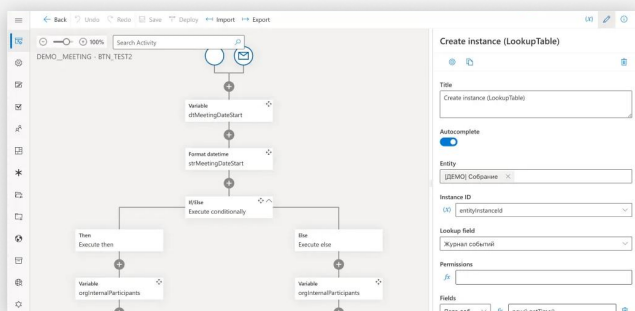 Back Undo Redo Save Deploy Import Export
100% Search Activity
DEMO__MEETING - BTN_TEST2
Variable
dtMeetingDateStart
Format datetime
strMeetingDateStart
If/Else
Execute conditionally
Then
Execute then
Else
Execute else
Variable
orgInternalParticipants
Variable
orgInternalParticipants
(X)
Create instance (LookupTable)
Title
Create instance (LookupTable)
Autocomplete
Entity
[ДЕМО] Собрание ×
Instance ID
(X) entityInstanceId
Lookup field
Журнал событий
Permissions
fx
Fields